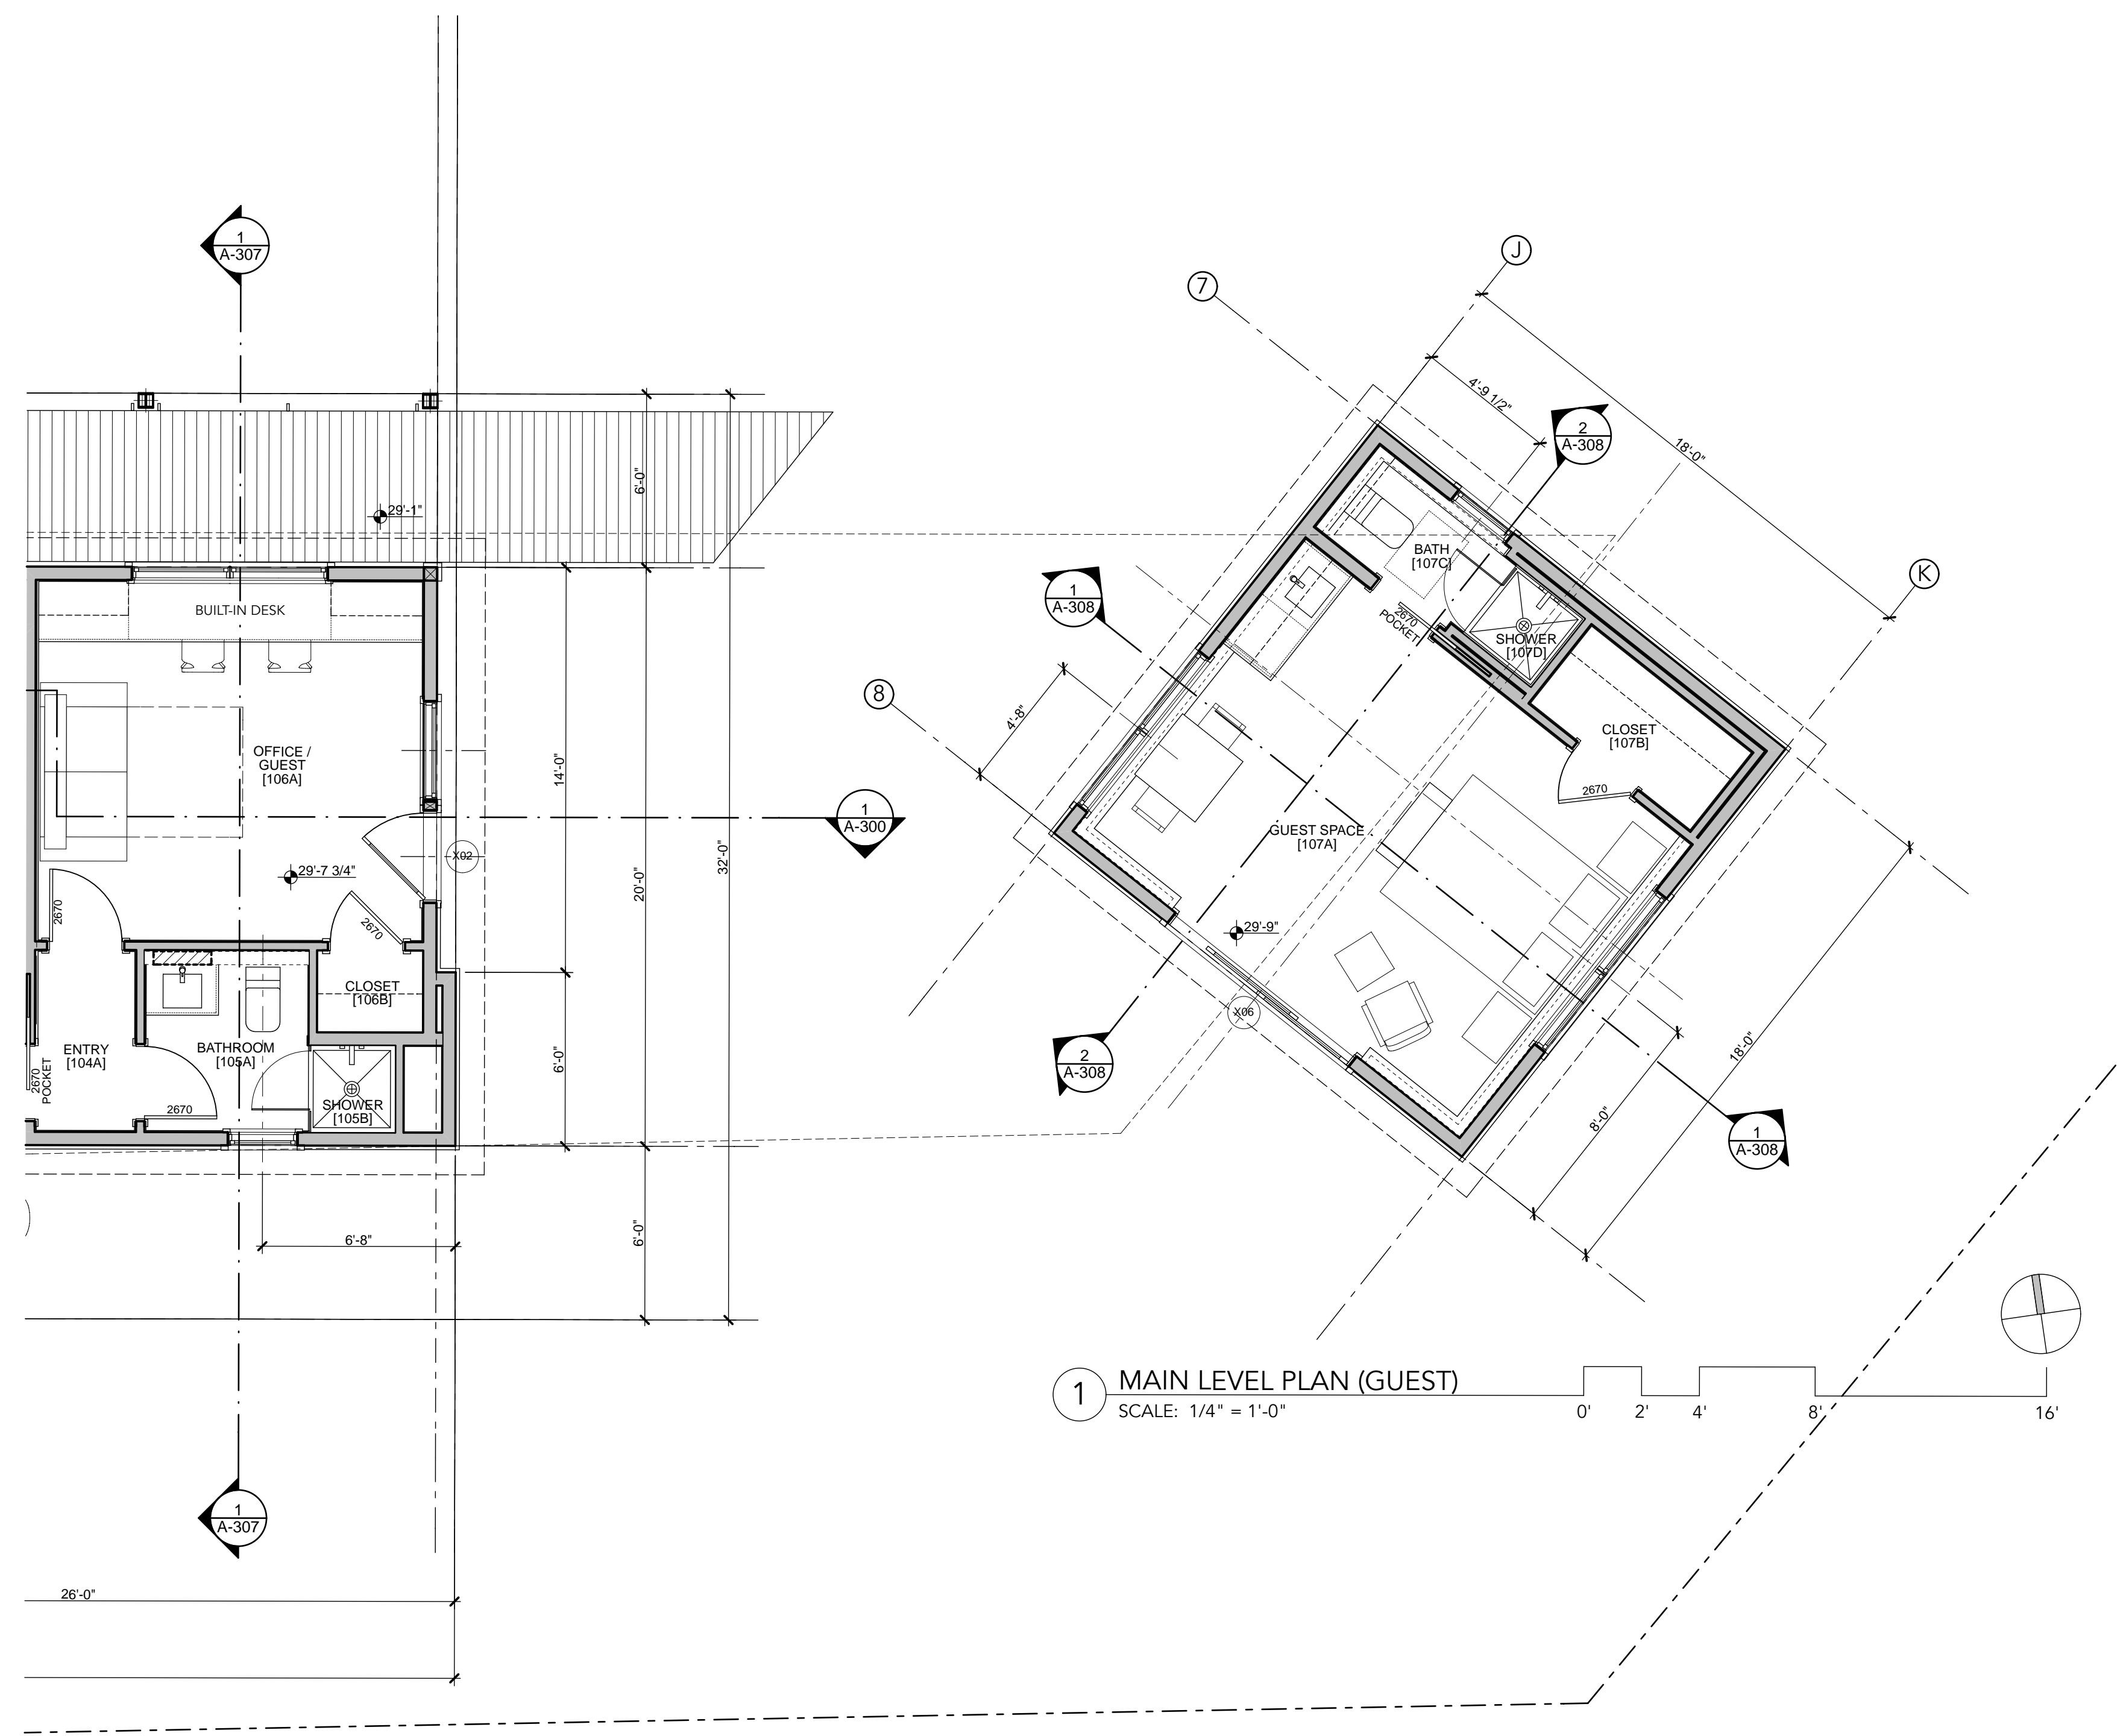 1
A-307
J
7
4'-9 1/2"
2
A-308
18'-0"
6'-0"
29'-1"
BATH
[107C]
K
1
A-308
2670
POCKET
BUILT-IN DESK
SHOWER
[107D]
8
4'-8"
CLOSET
[107B]
OFFICE /
GUEST
[106A]
14'-0"
2670
1
A-300
GUEST SPACE
[107A]
X02
32'-0"
29'-7 3/4"
20'-0"
2670
2670
29'-9"
CLOSET
[106B]
X06
ENTRY
[104A]
BATHROOM
[105A]
6'-0"
2670
POCKET
2
A-308
18'-0"
2670
SHOWER
[105B]
8'-0"
1
A-308
6'-8"
6'-0"
1
MAIN LEVEL PLAN (GUEST)
SCALE: 1/4" = 1'-0"
0'
2'
4'
8'
16'
1
A-307
26'-0"